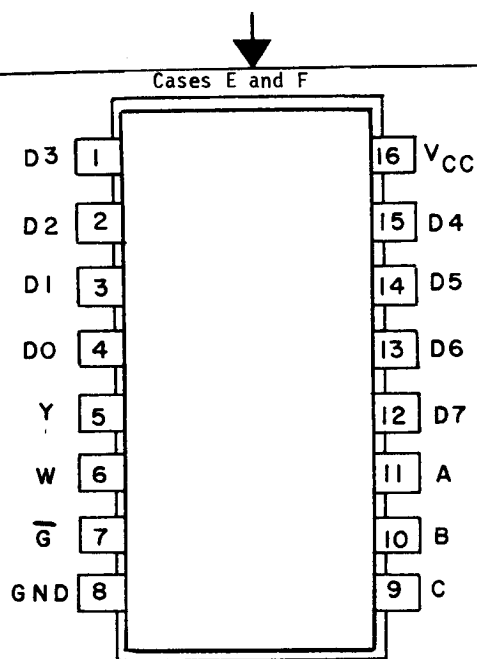 Cases E and F
D3 1 16 VCC
D2 2 15 D4
D1 3 14 D5
D0 4 13 D6
Y 5 12 D7
W 6 11 A
G̅ 7 10 B
GND 8 9 C